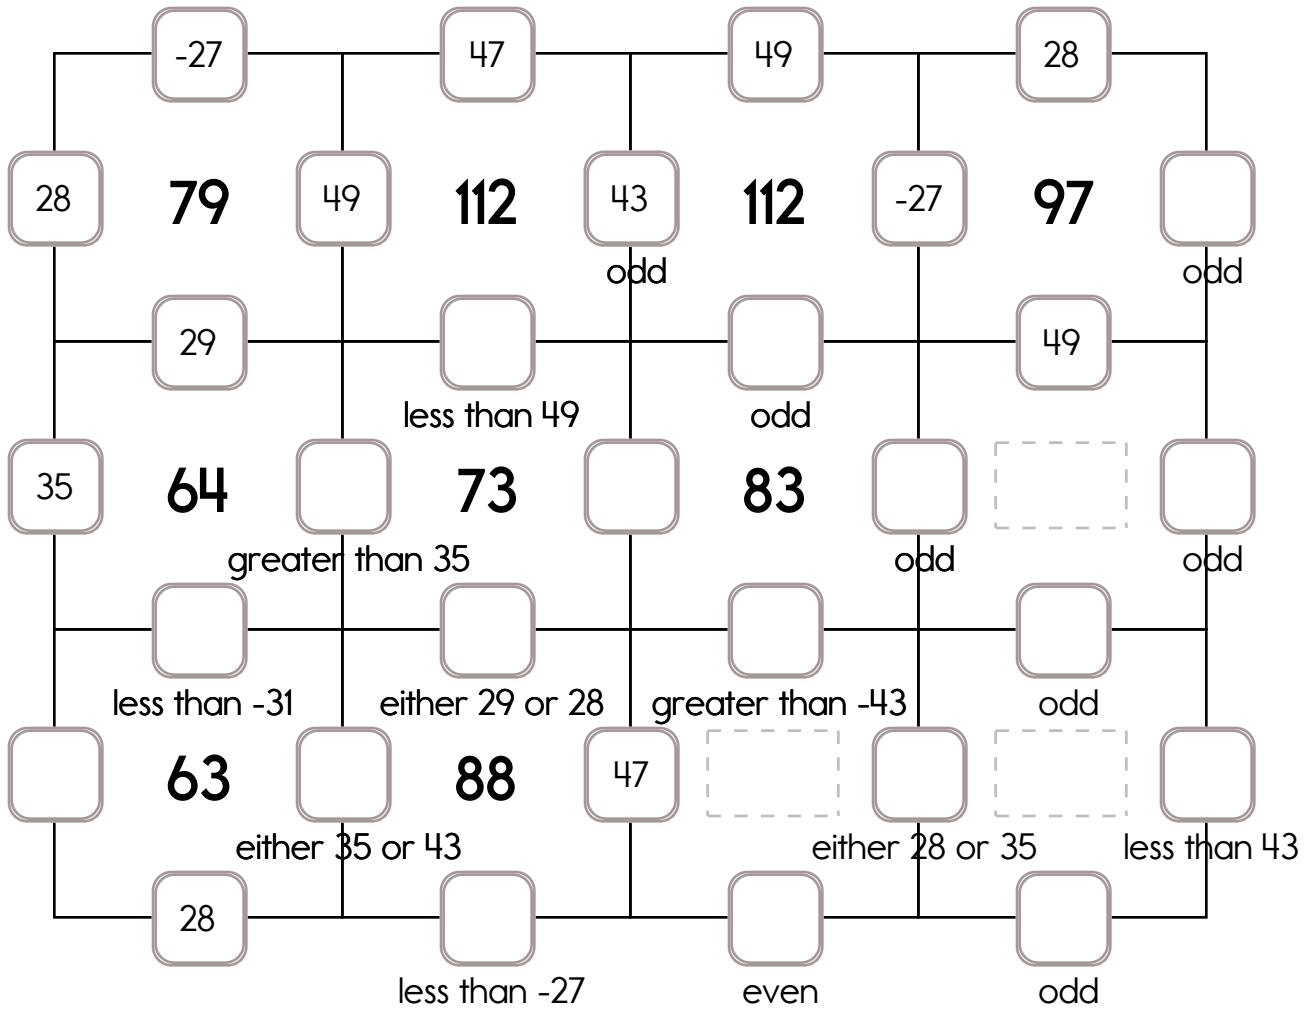 -27 47 49 28
28 79 49 112 43 112 -27 97
odd odd
29 49
less than 49 odd
35 64 73 83
greater than 35 odd odd
less than -31 either 29 or 28 greater than -43 odd
63 88 47
either 35 or 43 either 28 or 35 less than 43
28
less than -27 even odd